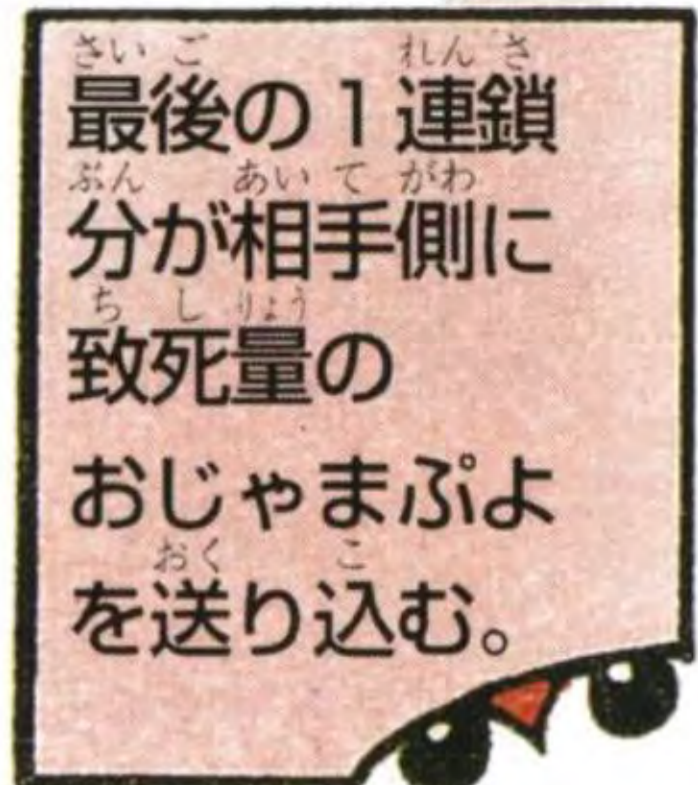 さいご れんさ
最後の1連鎖
ぶん あいてがわ
分が相手側に
ちしりょう
致死量の
おじゃまぷよ
おく こ
を送り込む。